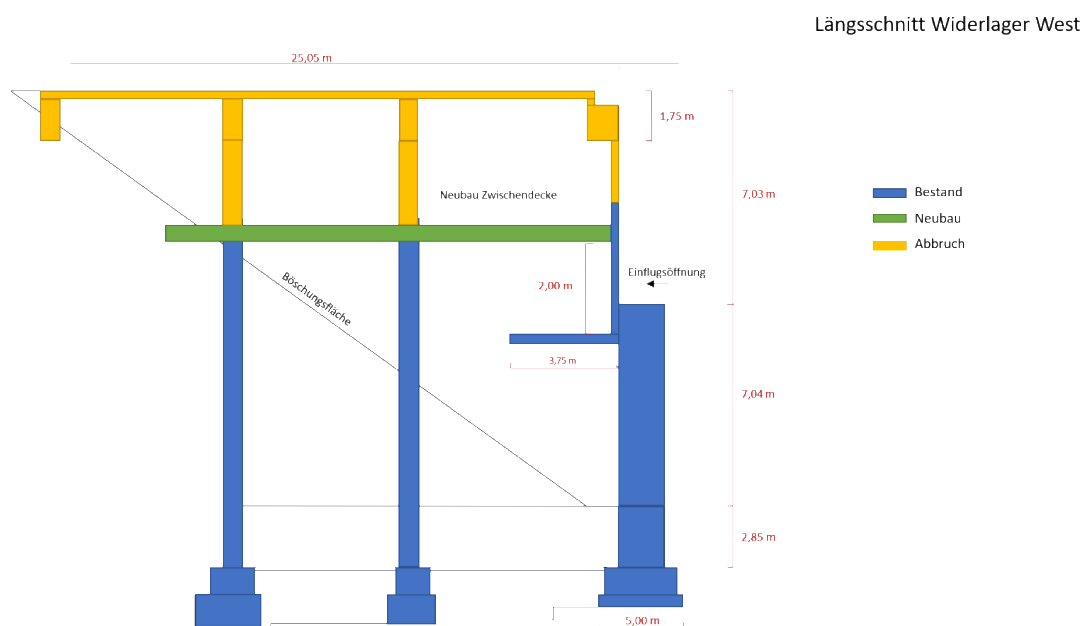 Längsschnitt Widerlager West
25,05 m
1,75 m
7,03 m
Neubau Zwischendecke
Bestand
Neubau
Abbruch
Einflugsöffnung
2,00 m
Böschungsfläche
3,75 m
7,04 m
2,85 m
5,00 m